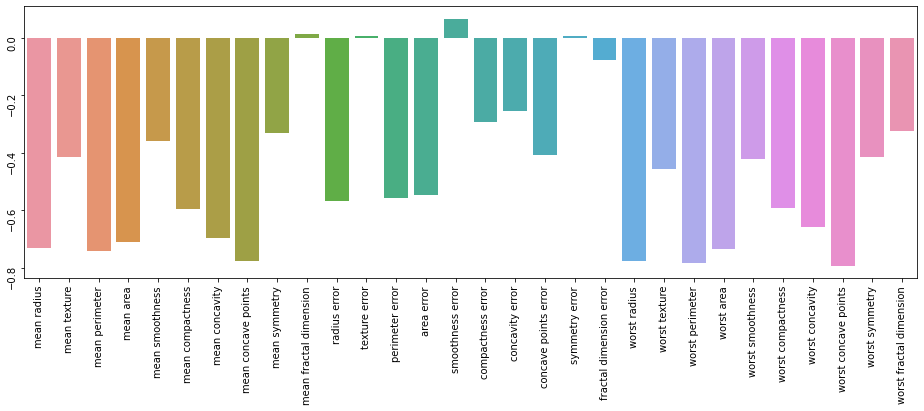 0.0
−0.2
−0.4
−0.6
−0.8
mean radius
mean texture
mean perimeter
mean area
mean smoothness
mean compactness
mean concavity
mean concave points
mean symmetry
mean fractal dimension
radius error
texture error
perimeter error
area error
smoothness error
compactness error
concavity error
concave points error
symmetry error
fractal dimension error
worst radius
worst texture
worst perimeter
worst area
worst smoothness
worst compactness
worst concavity
worst concave points
worst symmetry
worst fractal dimension